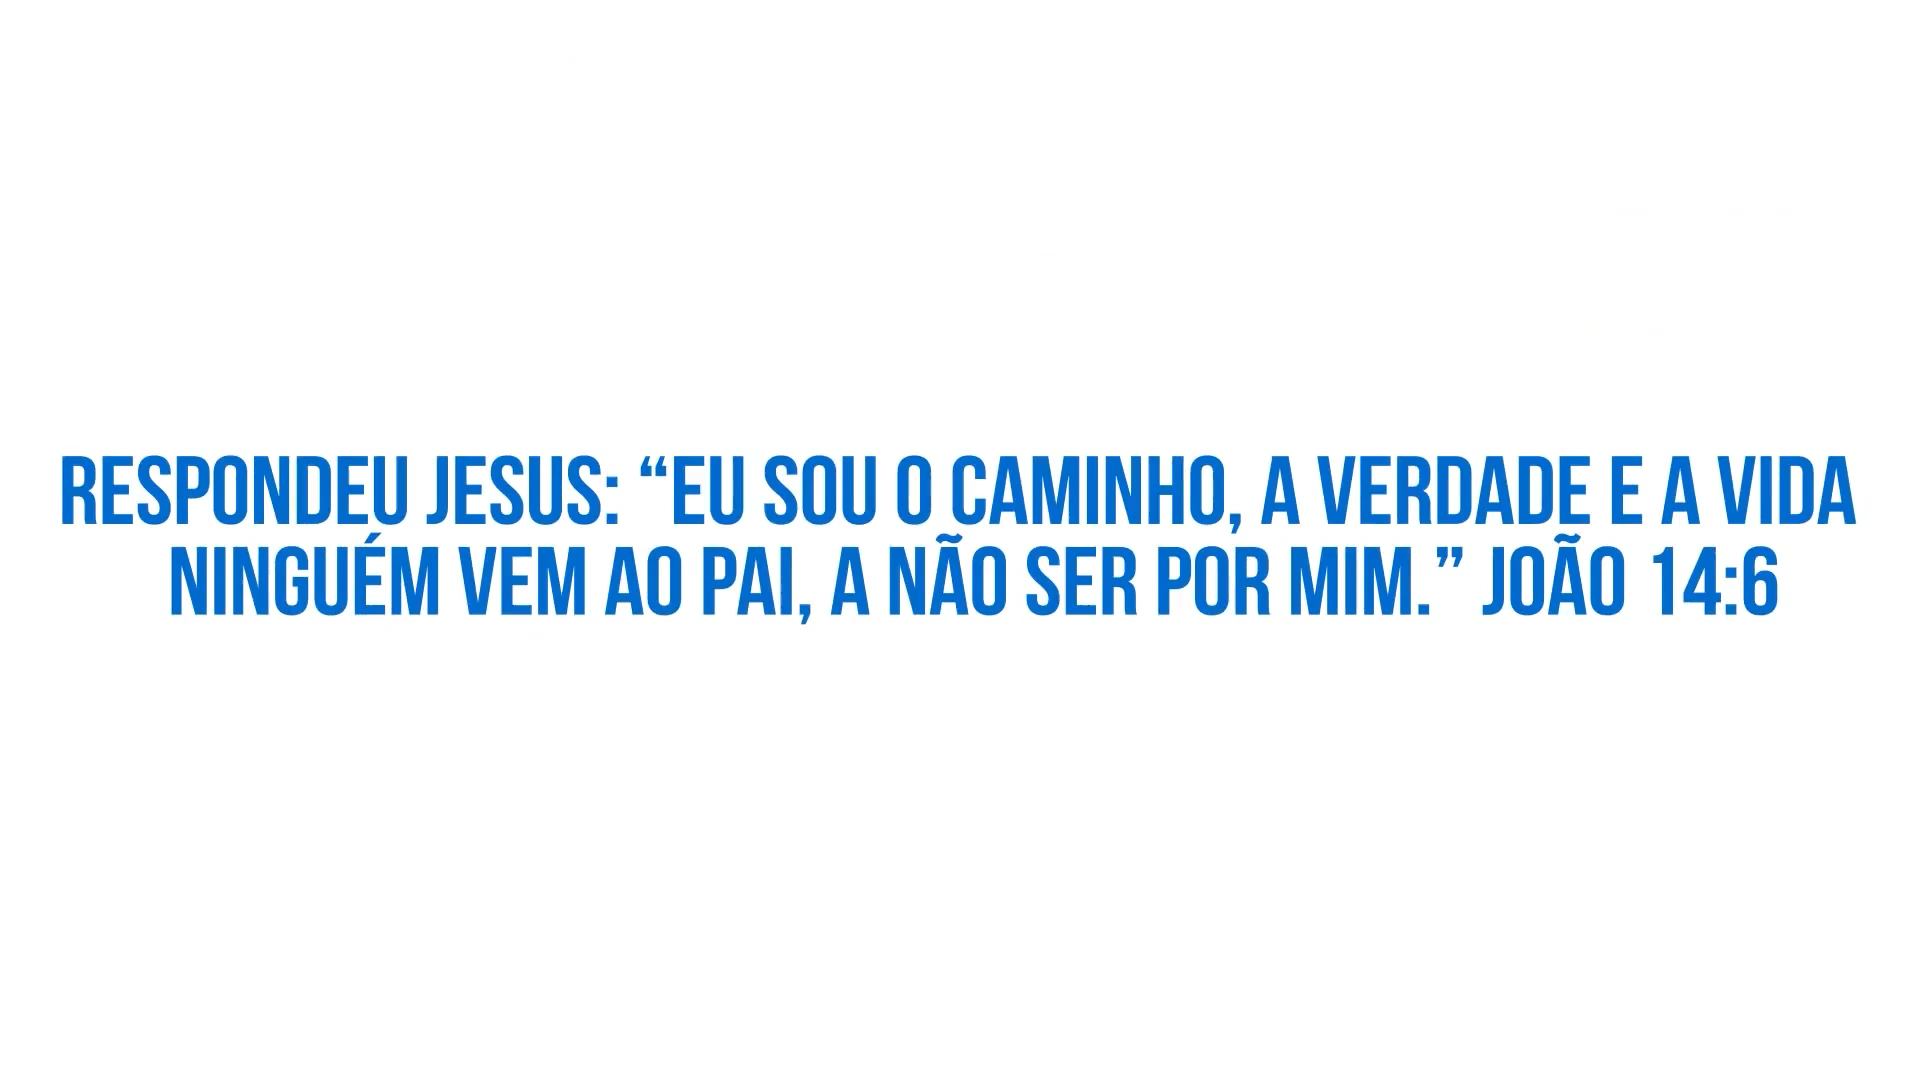 RESPONDEU JESUS: “EU SOU O CAMINHO, A VERDADE E A VIDA
NINGUÉM VEM AO PAI, A NÃO SER POR MIM.” JOÃO 14:6